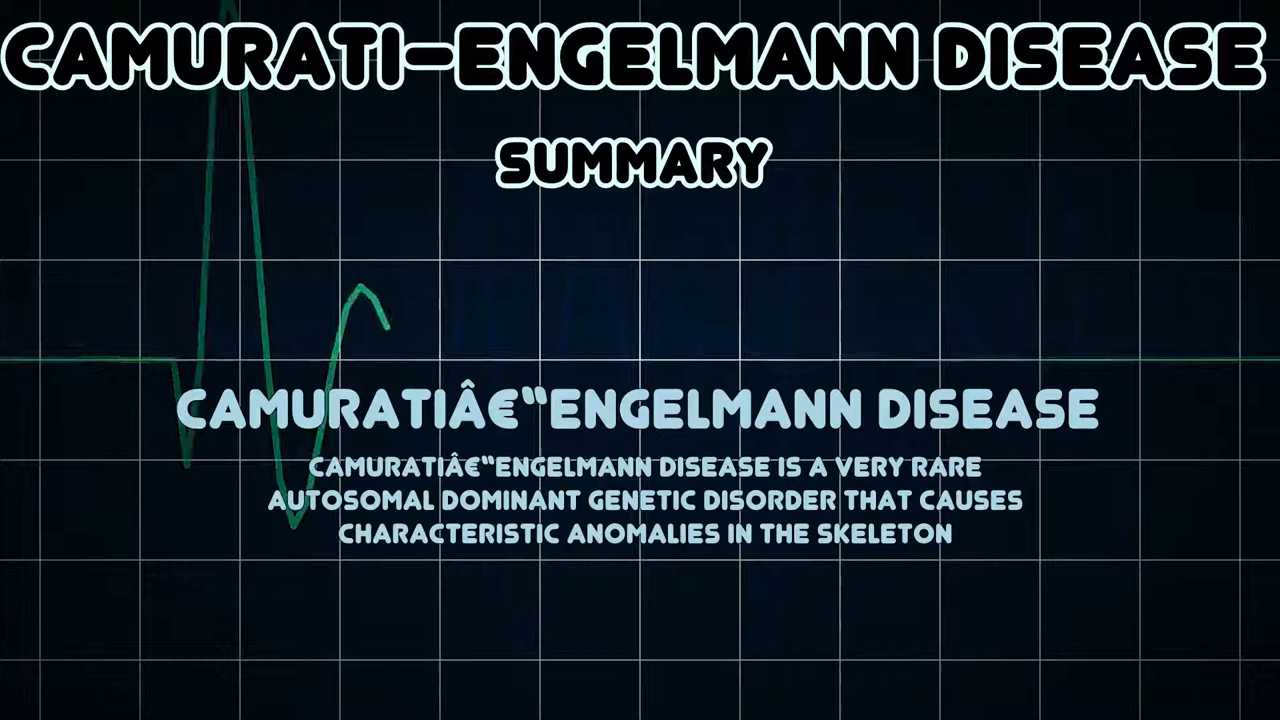 CAMURATI–ENGELMANN DISEASE
SUMMARY
CAMURATIÂ€“ENGELMANN DISEASE
CAMURATIÂ€“ENGELMANN DISEASE IS A VERY RARE
AUTOSOMAL DOMINANT GENETIC DISORDER THAT CAUSES
CHARACTERISTIC ANOMALIES IN THE SKELETON